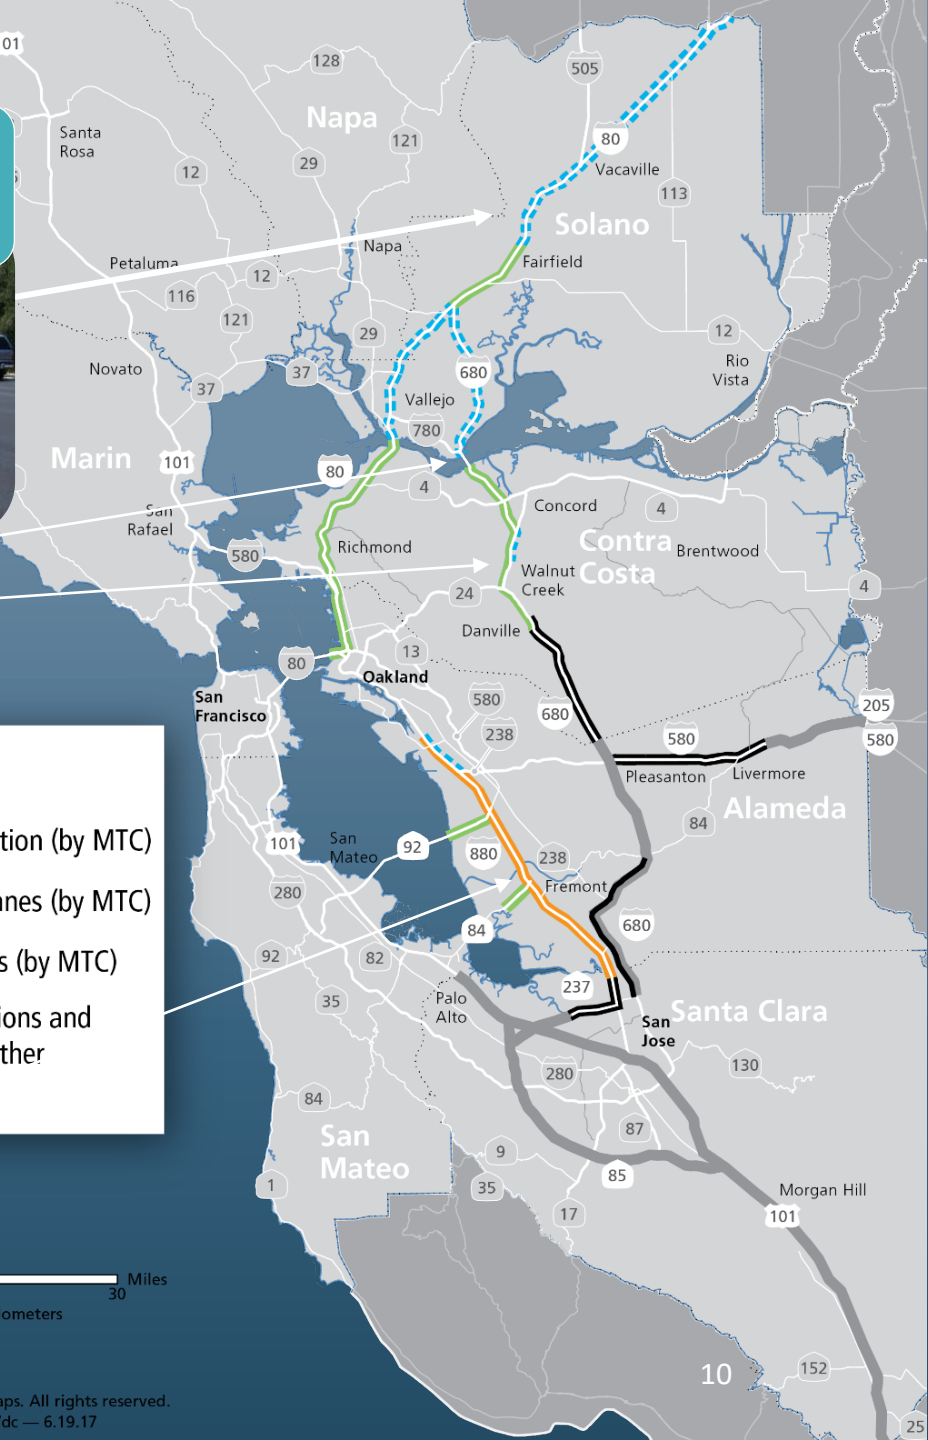 01
128
505
Napa
Santa
Rosa
121
80
12
29
Vacaville
113
Solano
Napa
Petaluma
12
Fairfield
116
121
29
12
Novato
37
37
680
Rio
Vista
Vallejo
780
Marin
101
80
4
Concord
4
San
Rafael
Contra
Costa
Richmond
580
Brentwood
Walnut
Creek
24
4
Danville
13
80
Oakland
San
Francisco
580
205
680
238
580
580
Pleasanton
Livermore
Alameda
84
tion (by MTC)
101
San
Mateo
92
880
238
280
Fremont
nes (by MTC)
84
680
92
82
s (by MTC)
237
35
Palo
Alto
ions and
ther
San
Jose
Santa Clara
280
130
84
87
San
Mateo
9
85
1
35
Morgan Hill
17
101
Miles
30
ometers
10
152
aps. All rights reserved.
/dc — 6.19.17
25